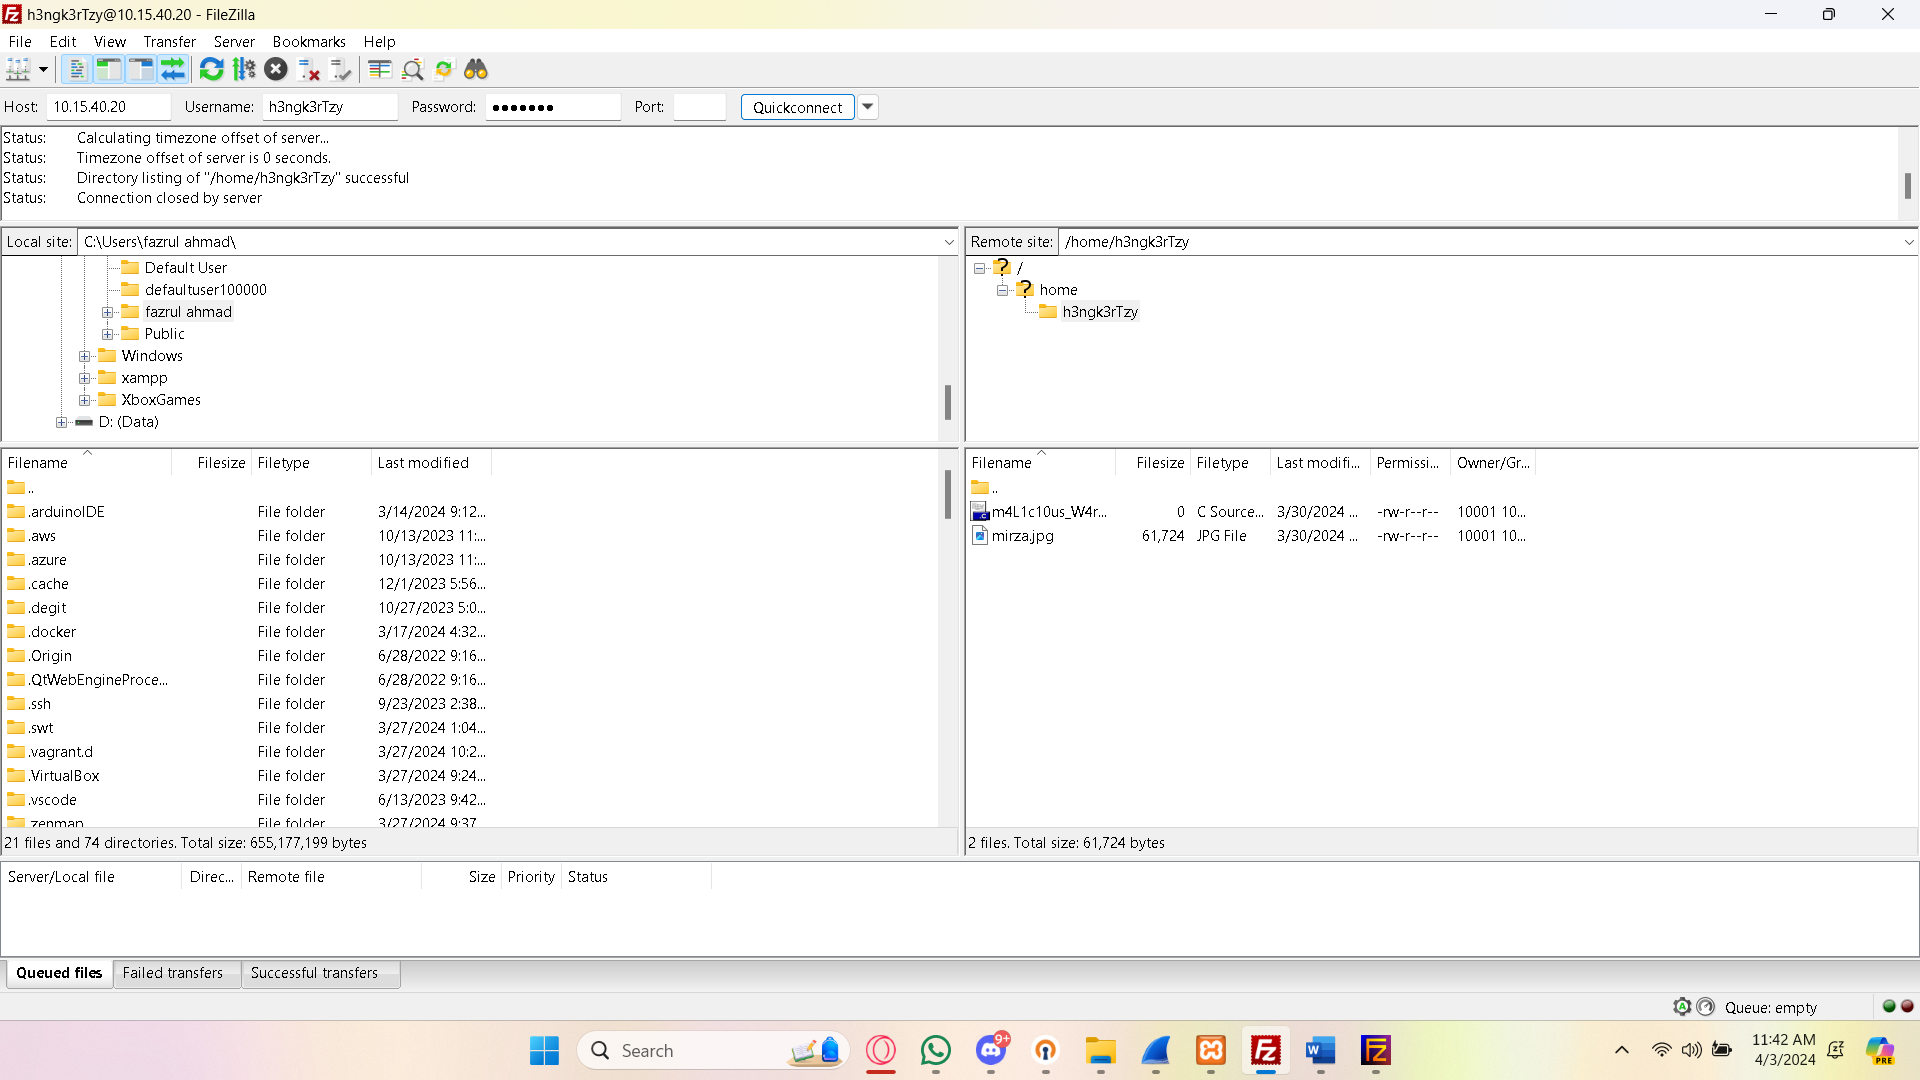 h3ngk3rTzy@10.15.40.20 - FileZilla
File Edit View Transfer Server Bookmarks Help
Host: 10.15.40.20 Username: h3ngk3rTzy Password: ●●●●●●● Port: Quickconnect
Status: Calculating timezone offset of server...
Status: Timezone offset of server is 0 seconds.
Status: Directory listing of "/home/h3ngk3rTzy" successful
Status: Connection closed by server
Local site: C:\Users\fazrul ahmad\
Default User
defaultuser100000
fazrul ahmad
Public
Windows
xampp
XboxGames
D: (Data)
Remote site: /home/h3ngk3rTzy
/
home
h3ngk3rTzy
Filename Filesize Filetype Last modified
..
.arduinoIDE File folder 3/14/2024 9:12...
.aws File folder 10/13/2023 11:...
.azure File folder 10/13/2023 11:...
.cache File folder 12/1/2023 5:56...
.degit File folder 10/27/2023 5:0...
.docker File folder 3/17/2024 4:32...
.Origin File folder 6/28/2022 9:16...
.QtWebEngineProce... File folder 6/28/2022 9:16...
.ssh File folder 9/23/2023 2:38...
.swt File folder 3/27/2024 1:04...
.vagrant.d File folder 3/27/2024 10:2...
.VirtualBox File folder 3/27/2024 9:24...
.vscode File folder 6/13/2023 9:42...
.zenmap File folder 3/27/2024 9:37...
21 files and 74 directories. Total size: 655,177,199 bytes
Filename Filesize Filetype Last modifi... Permissi... Owner/Gr...
..
m4L1c10us_W4r... 0 C Source... 3/30/2024 ... -rw-r--r-- 10001 10...
mirza.jpg 61,724 JPG File 3/30/2024 ... -rw-r--r-- 10001 10...
2 files. Total size: 61,724 bytes
Server/Local file Direc... Remote file Size Priority Status
Queued files Failed transfers Successful transfers
Queue: empty
Search
9+
11:42 AM
4/3/2024
PRE